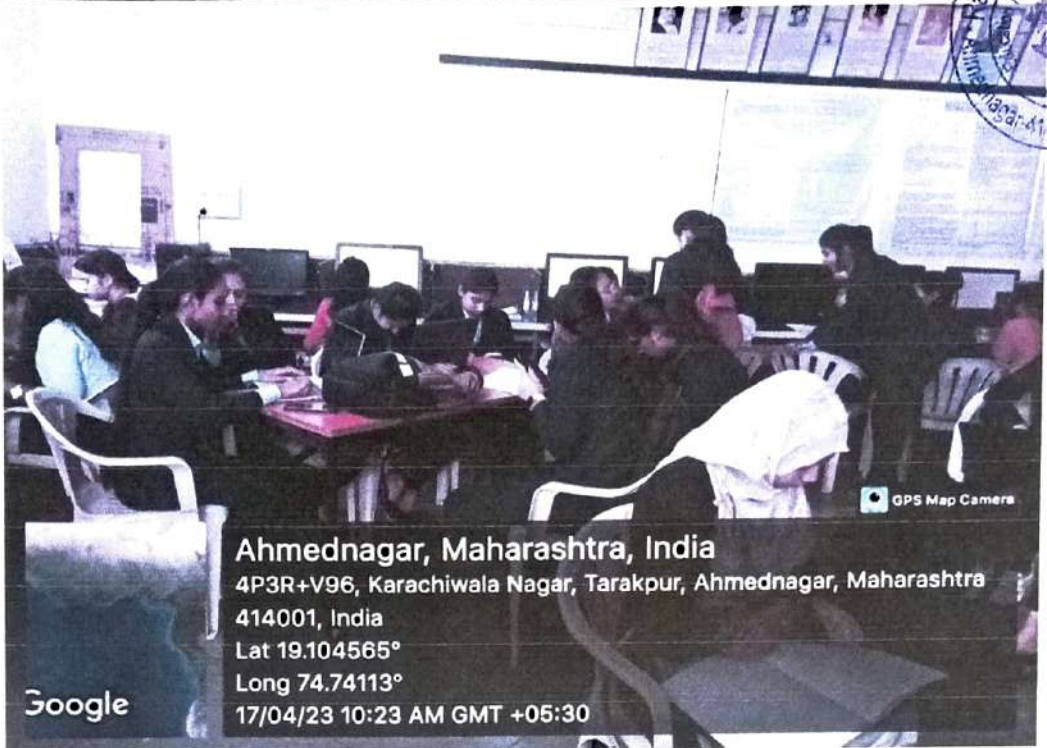 GPS Map Camera
Ahmednagar, Maharashtra, India
4P3R+V96, Karachiwala Nagar, Tarakpur, Ahmednagar, Maharashtra
414001, India
Lat 19.104565°
Long 74.74113°
17/04/23 10:23 AM GMT +05:30
Google